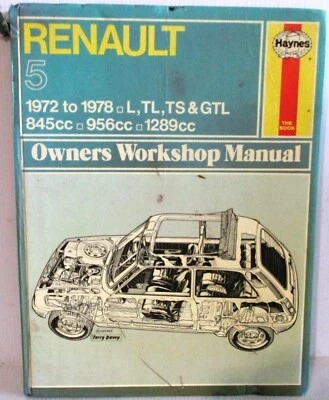 RENAULT
Haynes
5
1972 to 1978 □ L, TL, TS & GTL
845cc □ 956cc □ 1289cc
THE BOOK
Owners Workshop Manual
Terry Davey